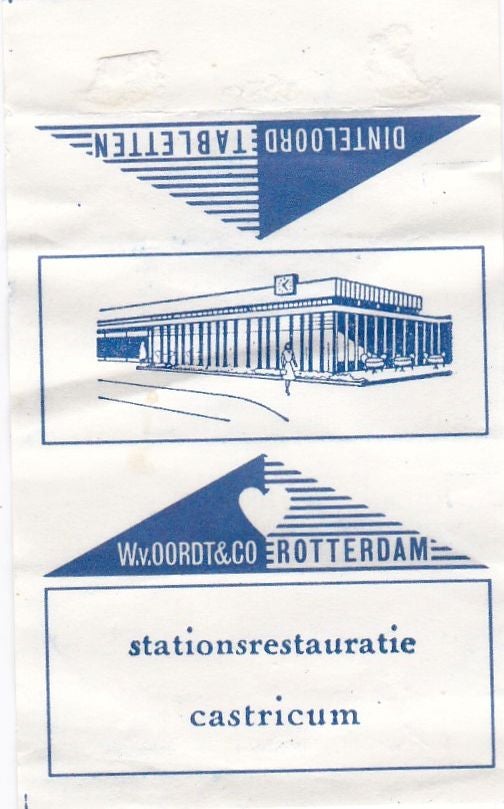 DINTELOORD TABLETTEN
W.v.OORDT&CO ROTTERDAM
stationsrestauratie
castricum